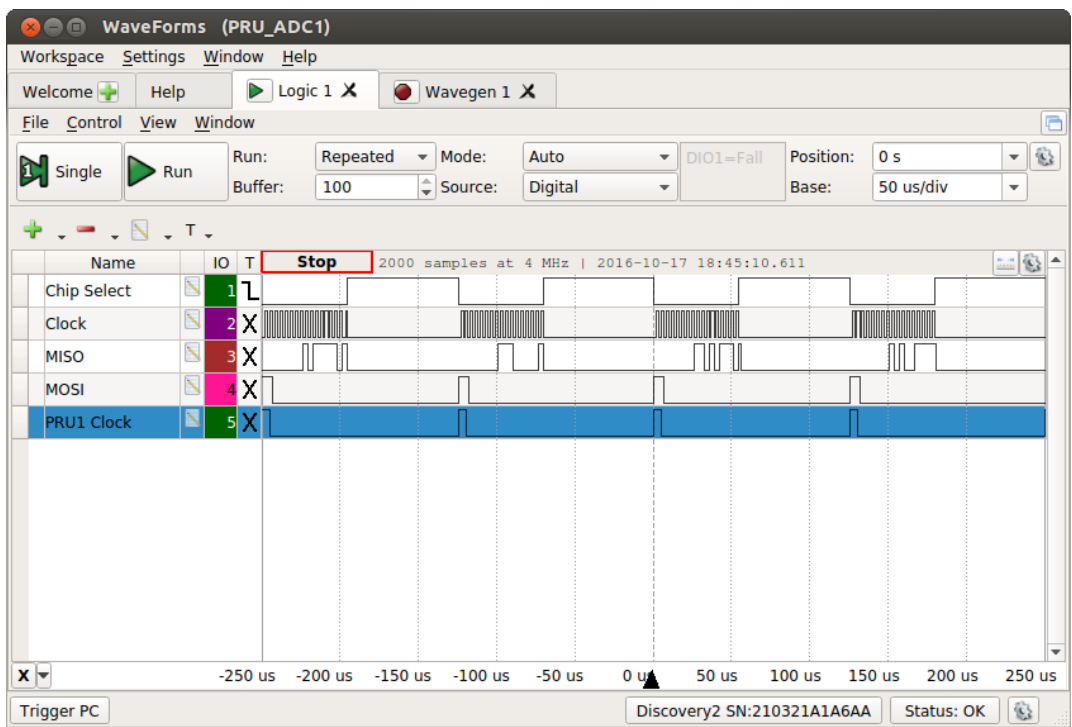 WaveForms (PRU_ADC1)
Workspace Settings Window Help
Welcome Help Logic 1 Wavegen 1
File Control View Window
Single Run Run: Repeated Mode: Auto DIO1=Fall Position: 0 s
Buffer: 100 Source: Digital Base: 50 us/div
T
Name IO T Stop 2000 samples at 4 MHz | 2016-10-17 18:45:10.611
Chip Select 1
Clock 2 X
MISO 3 X
MOSI 4 X
PRU1 Clock 5 X
X -250 us -200 us -150 us -100 us -50 us 0 us 50 us 100 us 150 us 200 us 250 us
Trigger PC Discovery2 SN:210321A1A6AA Status: OK